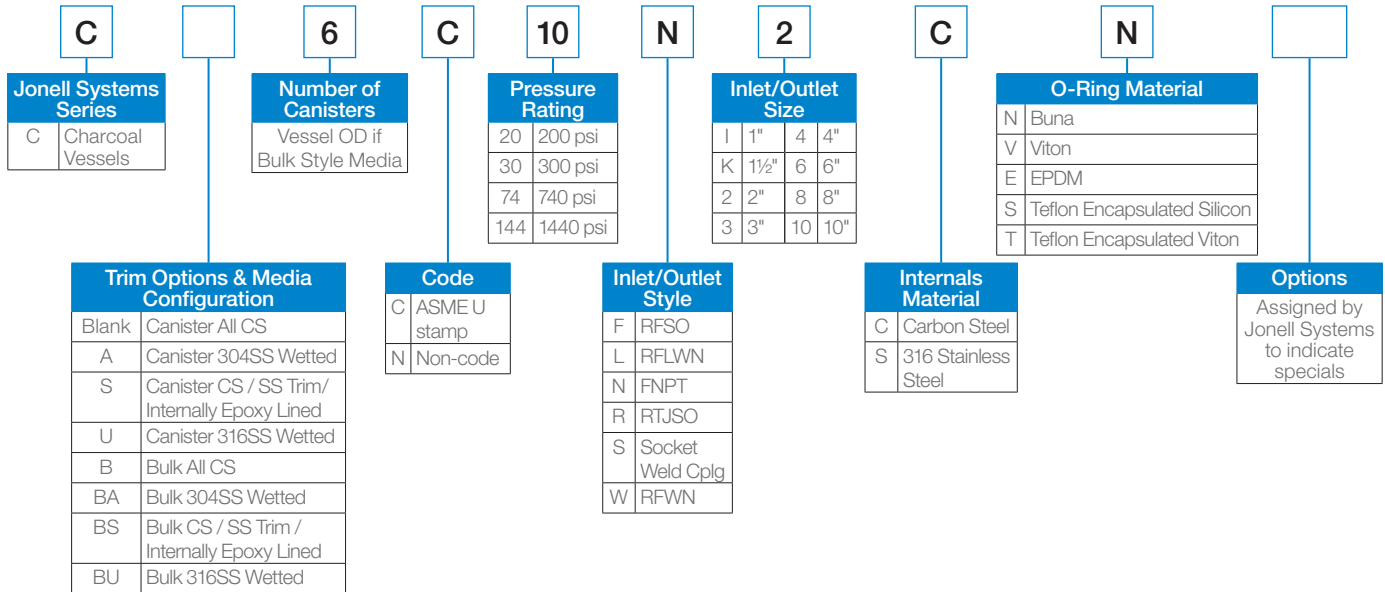 C 6 C 10 N 2 C N
Jonell Systems
Series
C Charcoal
Vessels
Number of
Canisters
Vessel OD if
Bulk Style Media
Pressure
Rating
20 200 psi
30 300 psi
74 740 psi
144 1440 psi
Inlet/Outlet
Size
I 1" 4 4"
K 1½" 6 6"
2 2" 8 8"
3 3" 10 10"
O-Ring Material
N Buna
V Viton
E EPDM
S Teflon Encapsulated Silicon
T Teflon Encapsulated Viton
Trim Options & Media
Configuration
Blank Canister All CS
A Canister 304SS Wetted
S Canister CS / SS Trim/
Internally Epoxy Lined
U Canister 316SS Wetted
B Bulk All CS
BA Bulk 304SS Wetted
BS Bulk CS / SS Trim /
Internally Epoxy Lined
BU Bulk 316SS Wetted
Code
C ASME U
stamp
N Non-code
Inlet/Outlet
Style
F RFSO
L RFLWN
N FNPT
R RTJSO
S Socket
Weld Cplg
W RFWN
Internals
Material
C Carbon Steel
S 316 Stainless
Steel
Options
Assigned by
Jonell Systems
to indicate
specials